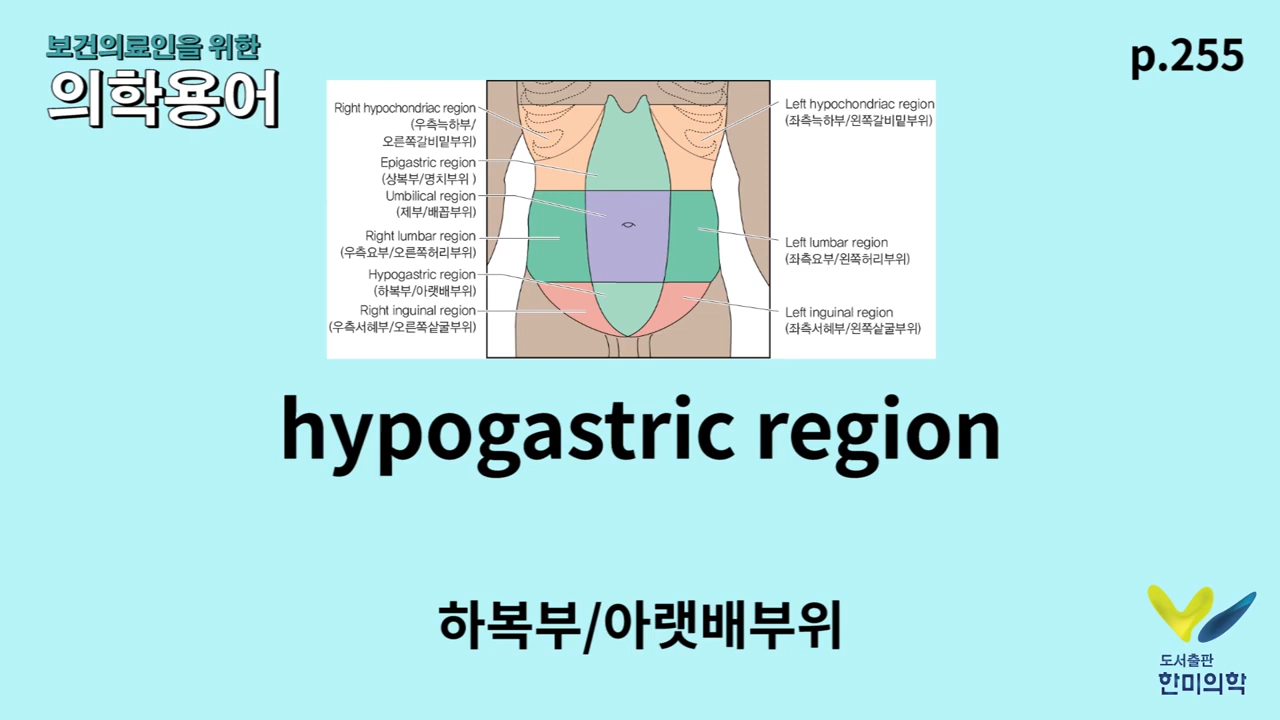 보건의료인을 위한
의학용어
p.255
Right hypochondriac region
(우측늑하부/
오른쪽갈비밑부위)
Epigastric region
(상복부/명치부위 )
Umbilical region
(제부/배꼽부위)
Right lumbar region
(우측요부/오른쪽허리부위)
Hypogastric region
(하복부/아랫배부위)
Right inguinal region
(우측서혜부/오른쪽샅굴부위)
Left hypochondriac region
(좌측늑하부/왼쪽갈비밑부위)
Left lumbar region
(좌측요부/왼쪽허리부위)
Left inguinal region
(좌측서혜부/왼쪽샅굴부위)
hypogastric region
하복부/아랫배부위
도서출판
한미의학